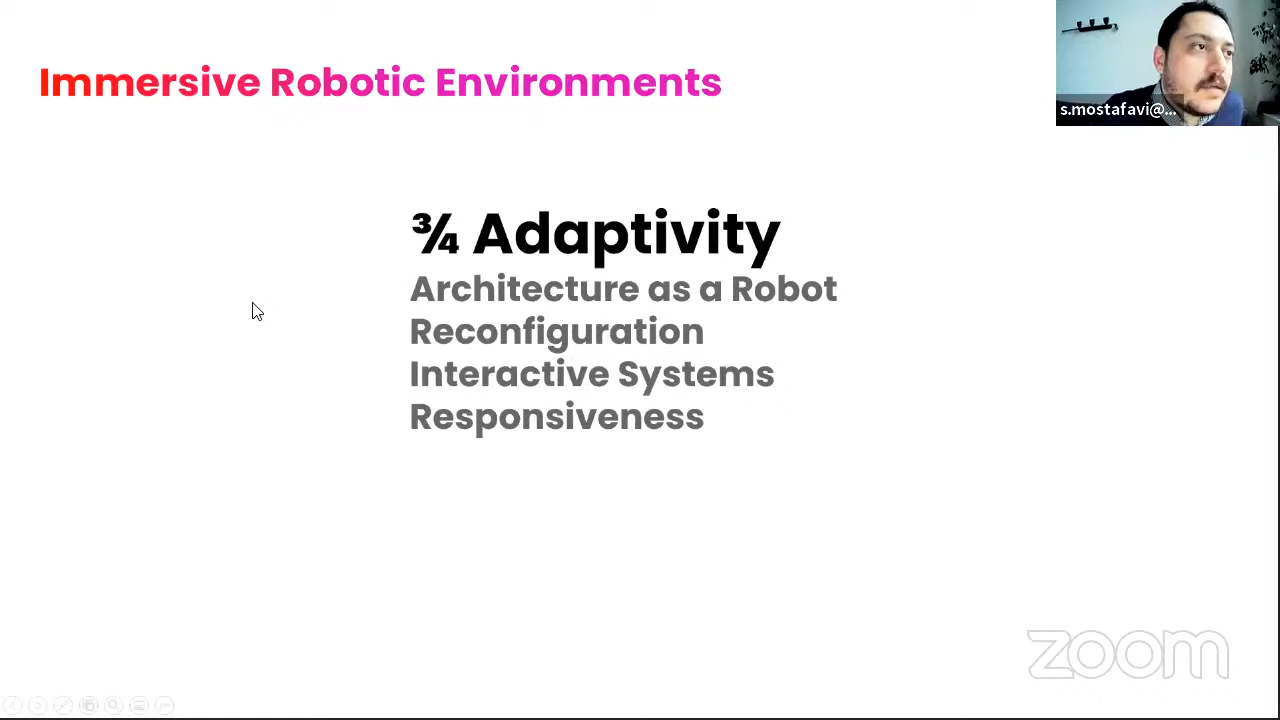 Immersive Robotic Environments
s.mostafavi@...
¾ Adaptivity
Architecture as a Robot
Reconfiguration
Interactive Systems
Responsiveness
zoom